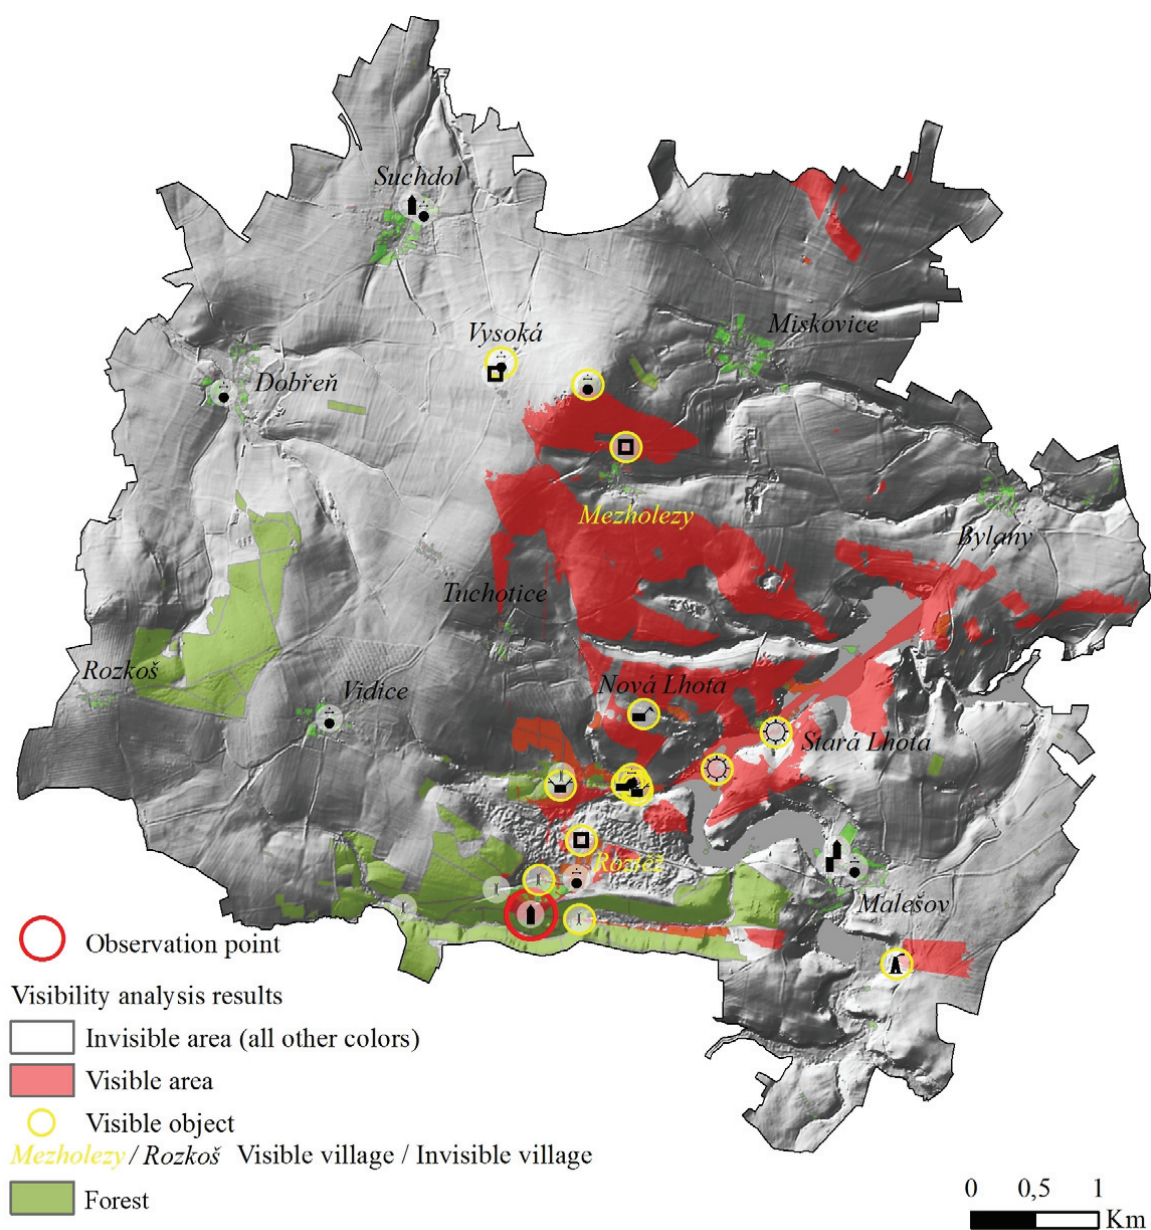 Suchdol
Vysoká
Miskovice
Dobřeň
Mezholezy
Bylany
Tuchotice
Rozkoš
Vidice
Nová Lhota
Stará Lhota
Roztěž
Malešov
Observation point
Visibility analysis results
Invisible area (all other colors)
Visible area
Visible object
Mezholezy / Rozkoš Visible village / Invisible village
Forest
0 0,5 1
Km